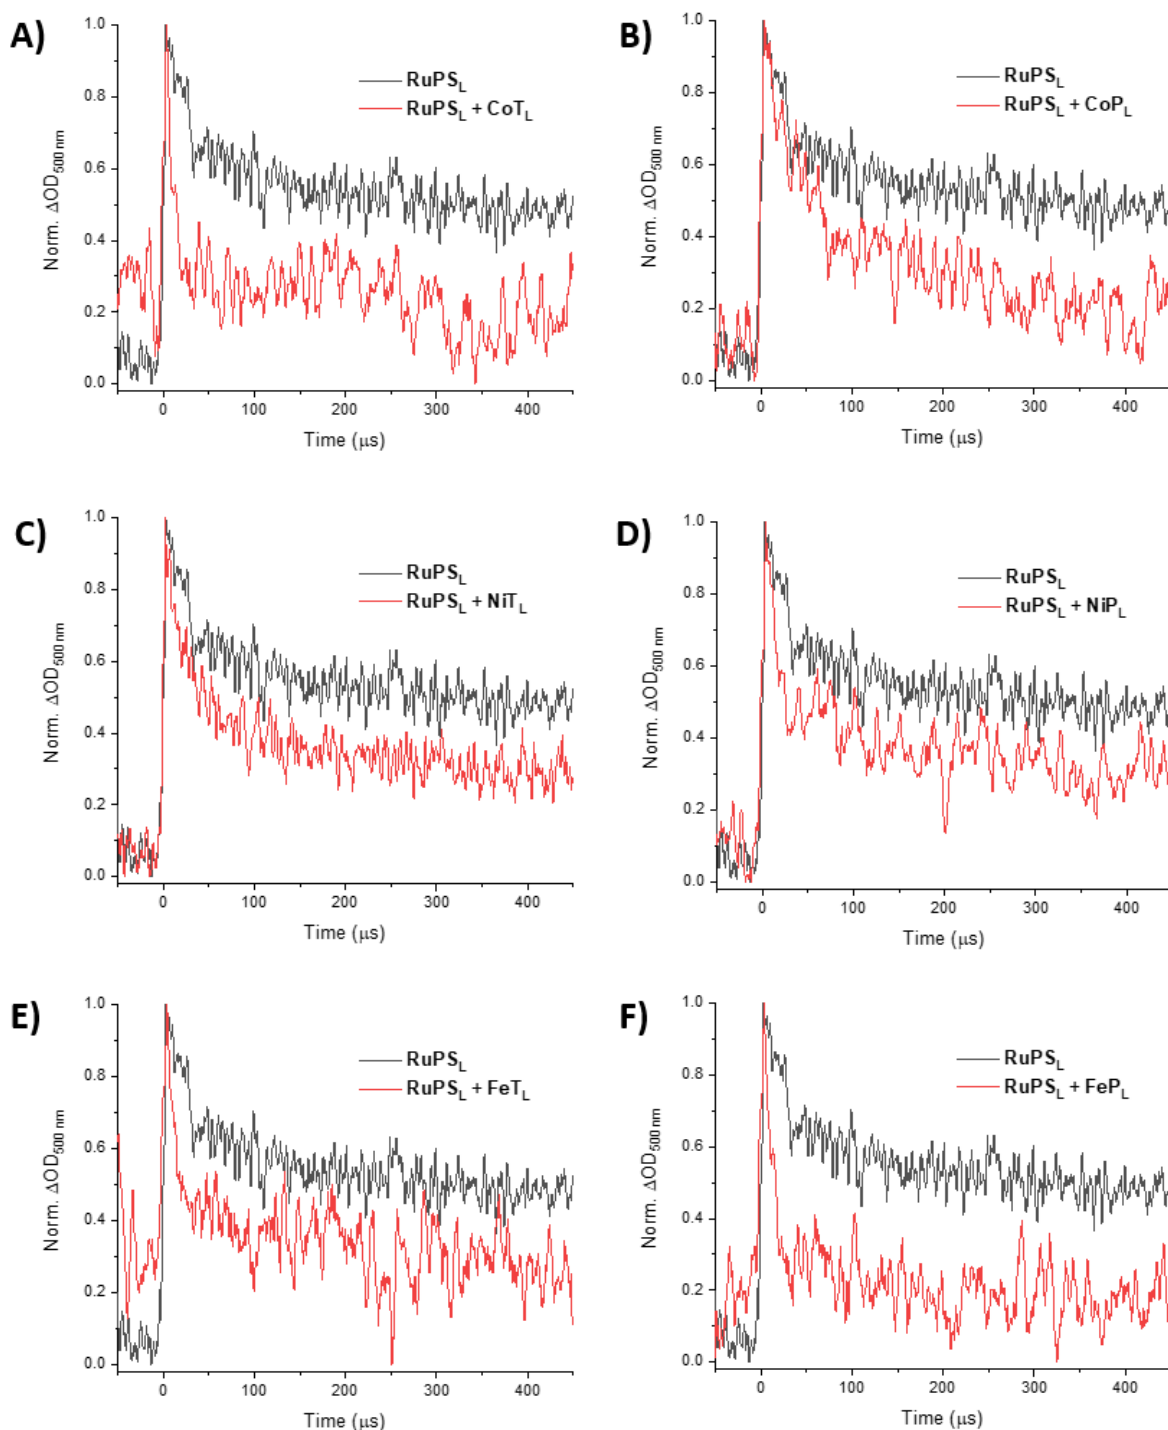 A)
1.0
0.8
0.6
0.4
0.2
0.0
Norm. ΔOD500 nm
RuPSL
RuPSL + CoTL
0 100 200 300 400
Time (μs)
B)
1.0
0.8
0.6
0.4
0.2
0.0
Norm. ΔOD500 nm
RuPSL
RuPSL + CoPL
0 100 200 300 400
Time (μs)
C)
1.0
0.8
0.6
0.4
0.2
0.0
Norm. ΔOD500 nm
RuPSL
RuPSL + NiTL
0 100 200 300 400
Time (μs)
D)
1.0
0.8
0.6
0.4
0.2
0.0
Norm. ΔOD500 nm
RuPSL
RuPSL + NiPL
0 100 200 300 400
Time (μs)
E)
1.0
0.8
0.6
0.4
0.2
0.0
Norm. ΔOD500 nm
RuPSL
RuPSL + FeTL
0 100 200 300 400
Time (μs)
F)
1.0
0.8
0.6
0.4
0.2
0.0
Norm. ΔOD500 nm
RuPSL
RuPSL + FePL
0 100 200 300 400
Time (μs)